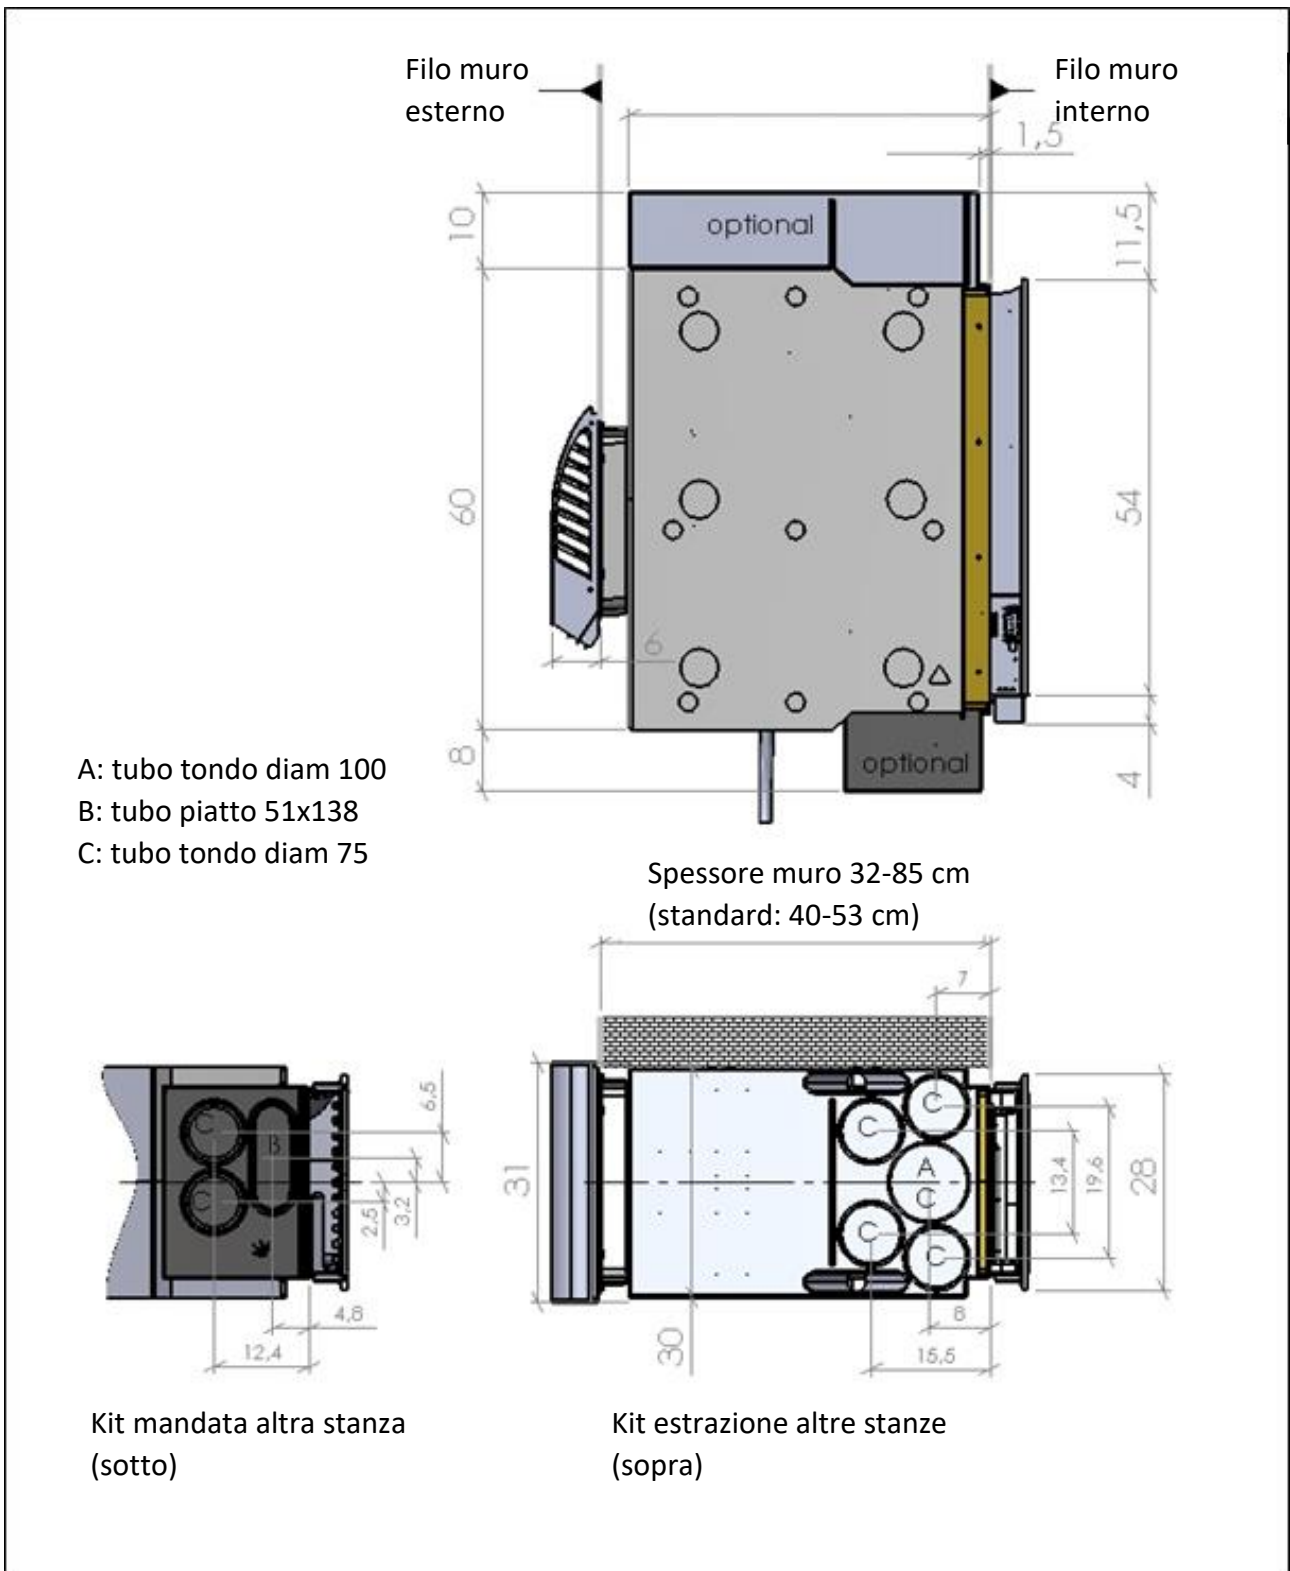 Filo muro
esterno
Filo muro
interno
1,5
10
optional
11,5
60
54
6
8
optional
4
A: tubo tondo diam 100
B: tubo piatto 51x138
C: tubo tondo diam 75
Spessore muro 32-85 cm
(standard: 40-53 cm)
7
6,5
C
B
C
2,5
3,2
4,8
12,4
31
C
C
A
C
C
C
13,4
19,6
28
30
8
15,5
Kit mandata altra stanza
(sotto)
Kit estrazione altre stanze
(sopra)